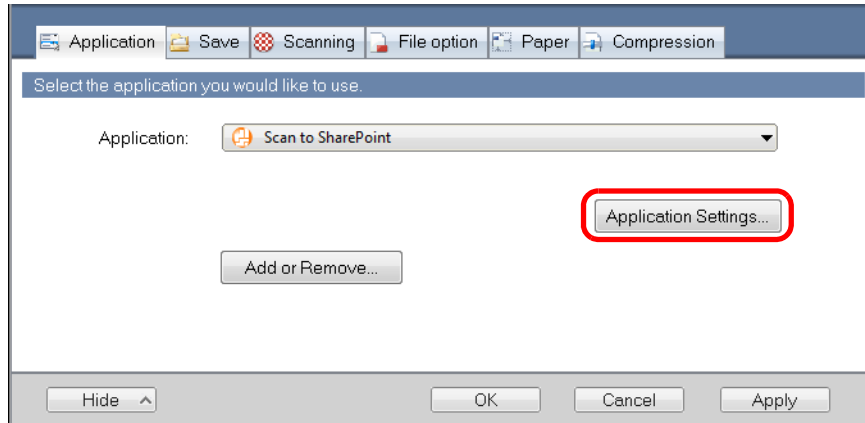 Application Save Scanning File option Paper Compression
Select the application you would like to use.
Application: Scan to SharePoint
Application Settings...
Add or Remove...
Hide OK Cancel Apply